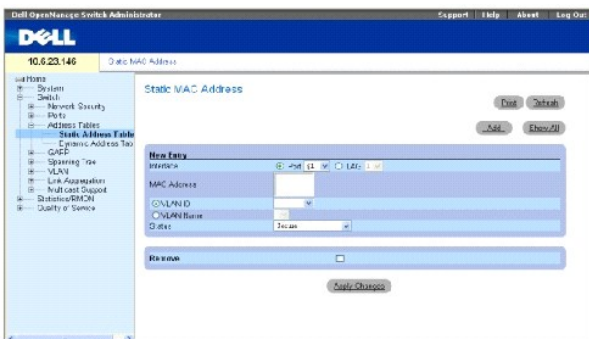 Dell OpenManage Switch Administrator
Support Help About Log Out
DELL
10.6.23.146
Static MAC Address
Home
System
Switch
Network Security
Ports
Address Tables
Static Address Table
Dynamic Address Tab
GARP
Spanning Tree
VLAN
Link Aggregation
Multicast Support
Statistics/RMON
Quality of Service
Static MAC Address
Print Refresh
Add Show All
New Entry
Interface Port LAG
MAC Address
VLAN ID
VLAN Name
Status Secure
Remove
Apply Changes